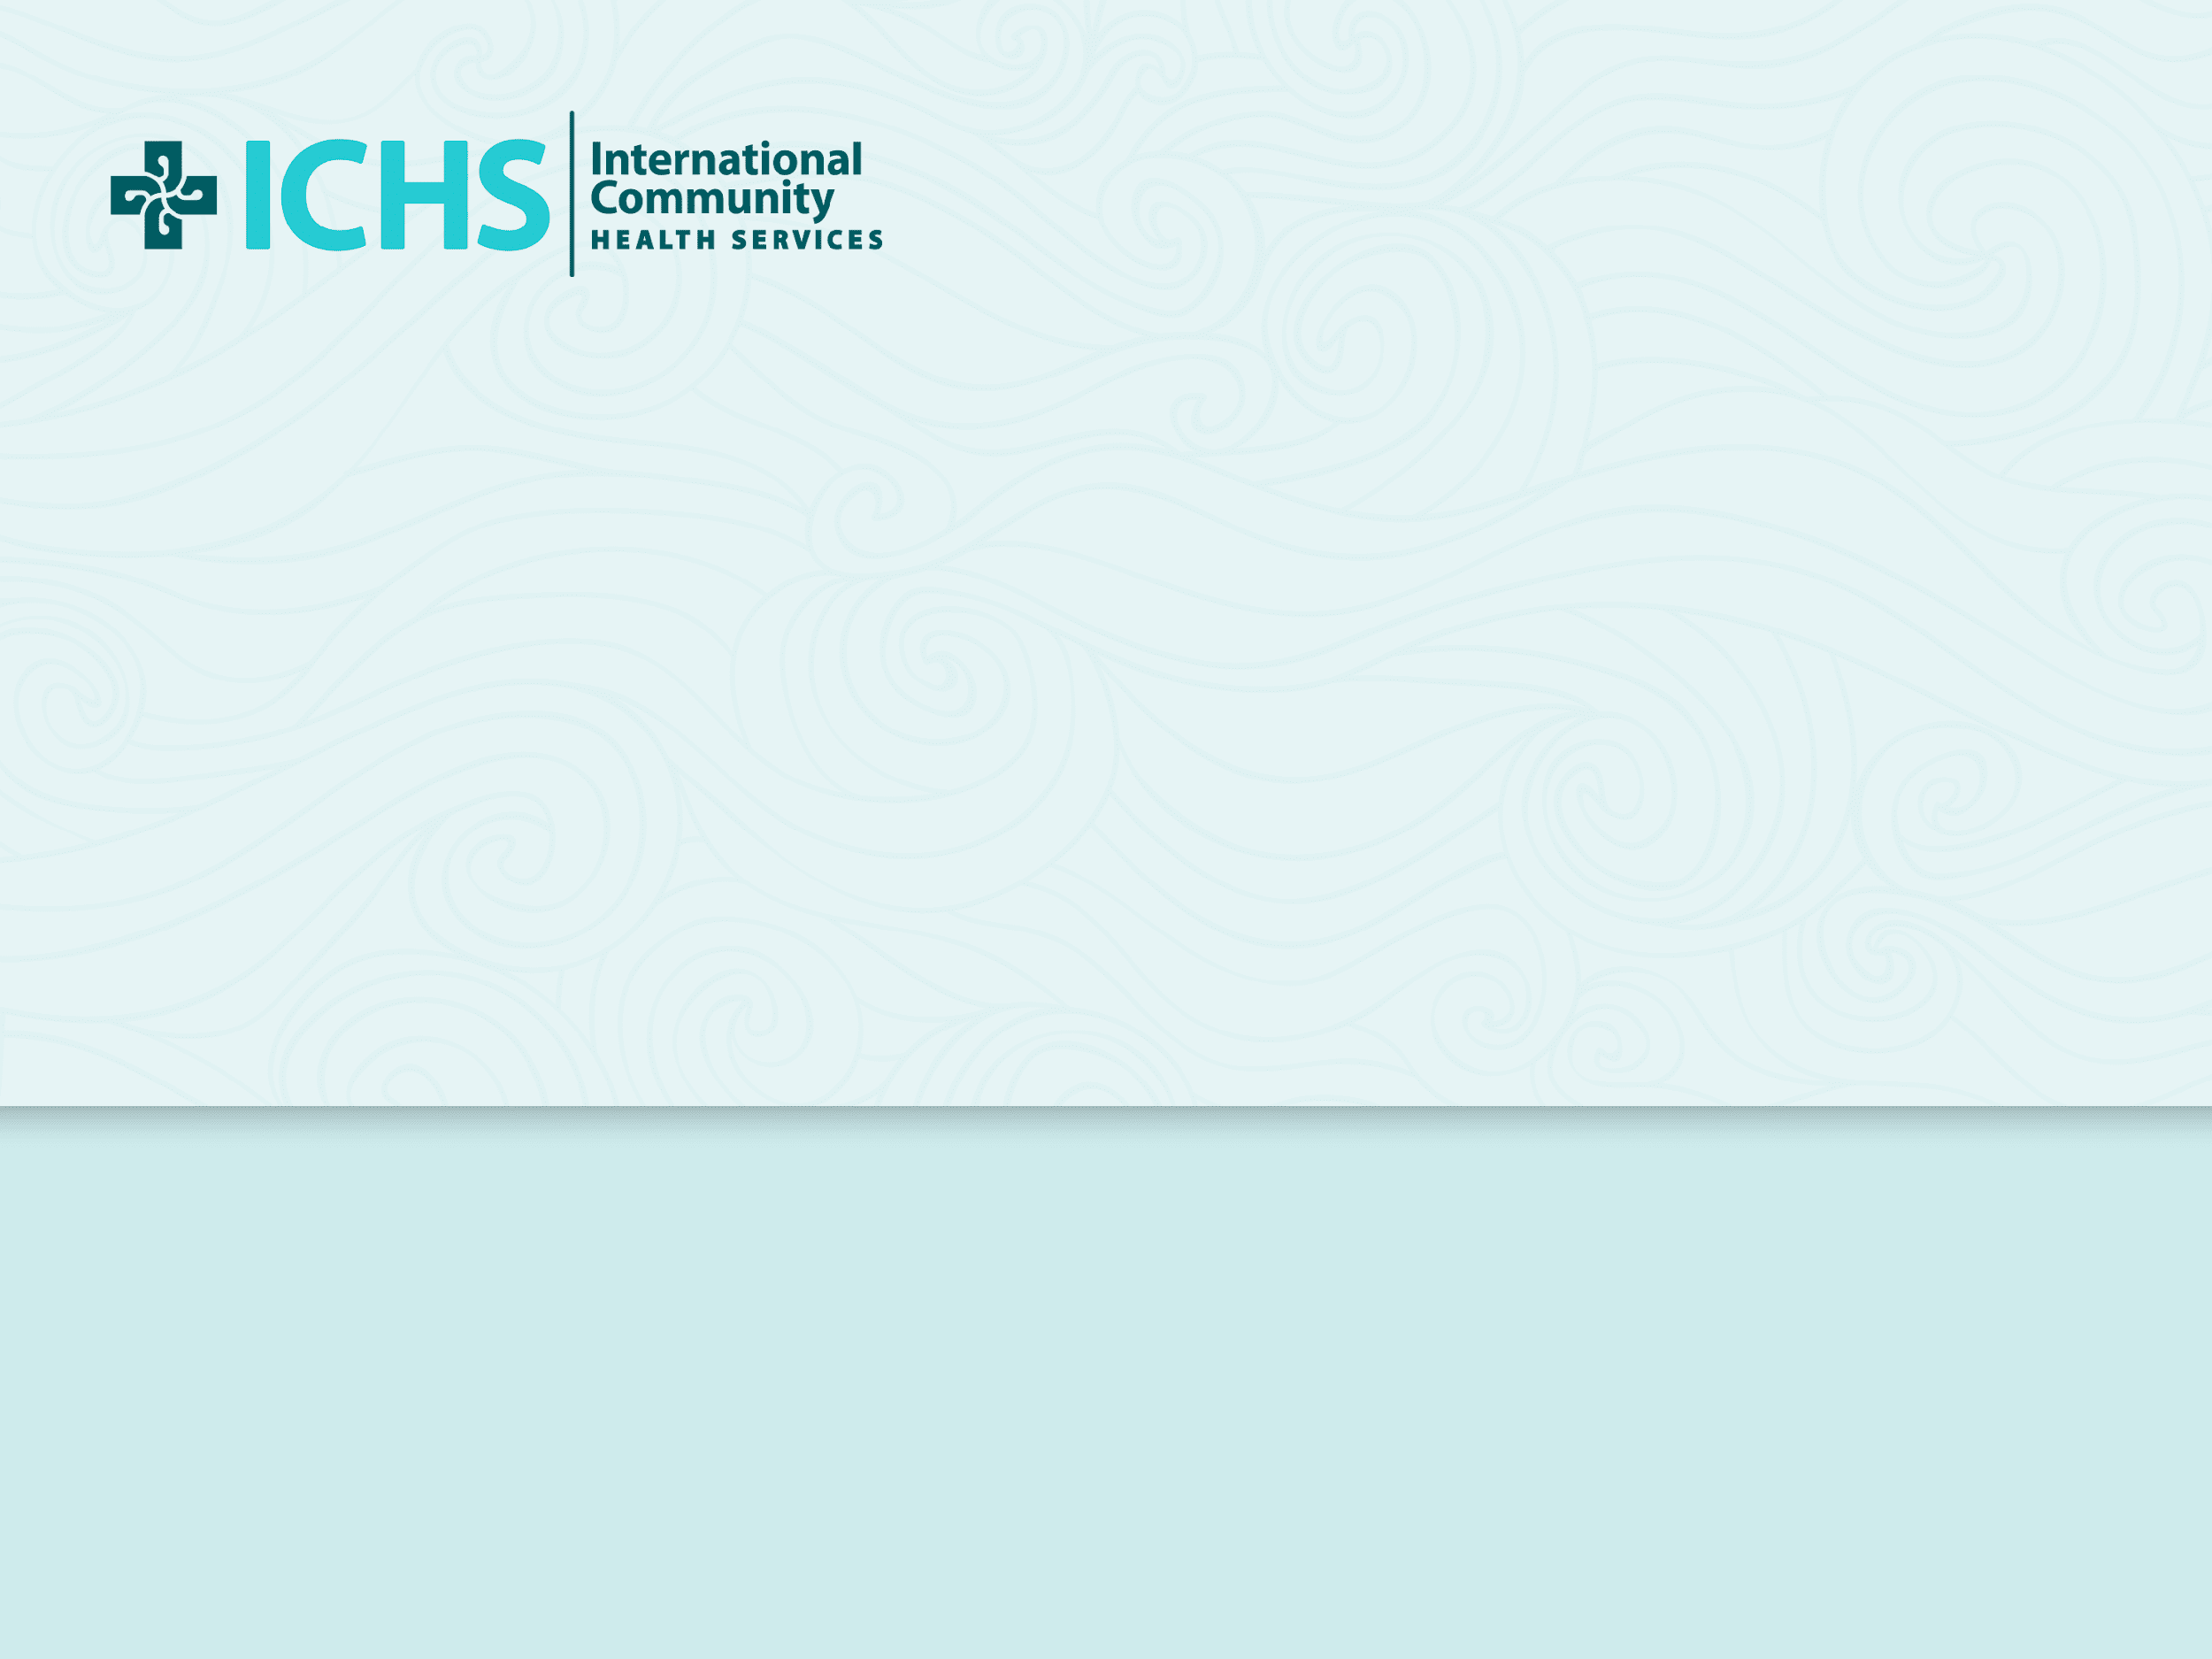 ICHS
International
Community
HEALTH SERVICES